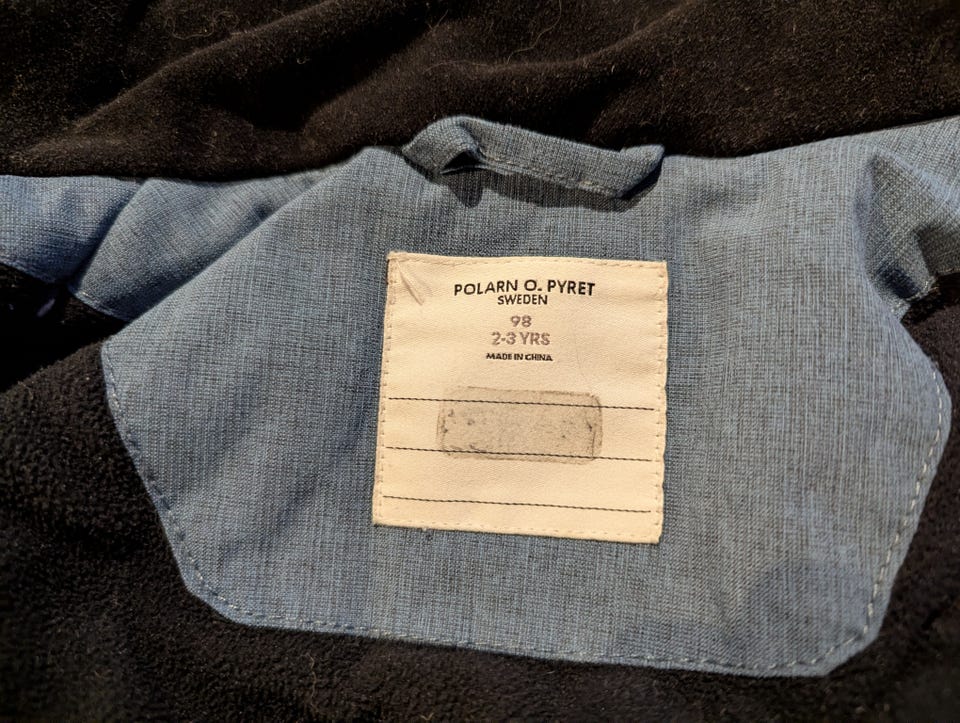 POLARN O. PYRET
SWEDEN
98
2-3 YRS
MADE IN CHINA